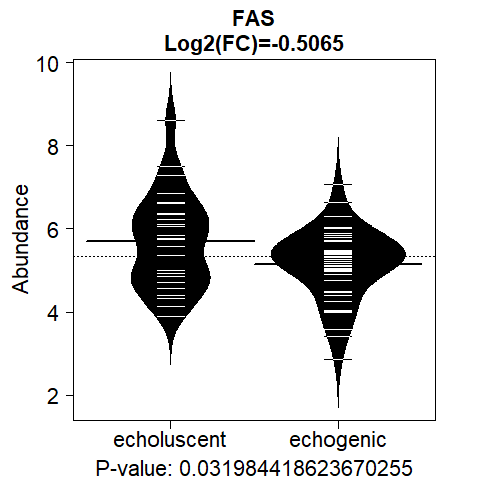 FAS
Log2(FC)=-0.5065
10
8
6
4
2
Abundance
echoluscent echogenic
P-value: 0.031984418623670255